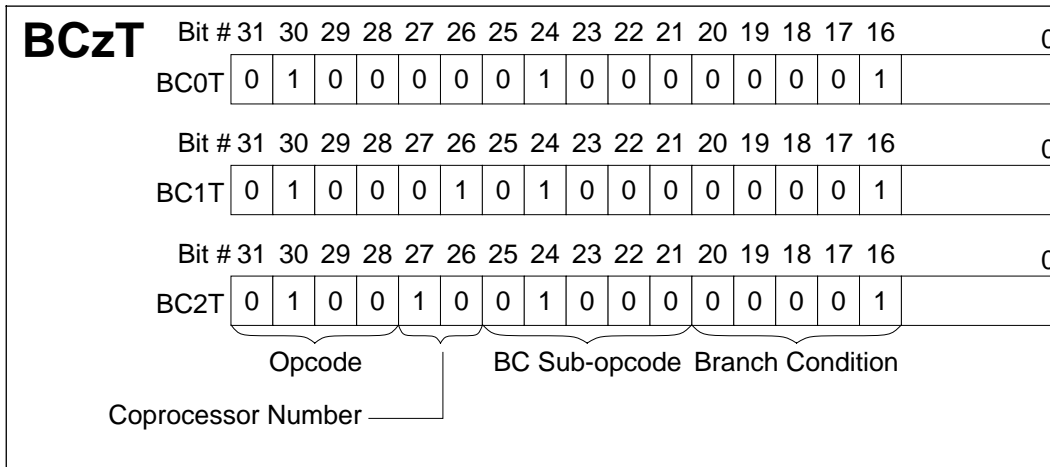 BCzT Bit # 31 30 29 28 27 26 25 24 23 22 21 20 19 18 17 16 0
BC0T 0 1 0 0 0 0 0 1 0 0 0 0 0 0 0 1
Bit # 31 30 29 28 27 26 25 24 23 22 21 20 19 18 17 16 0
BC1T 0 1 0 0 0 1 0 1 0 0 0 0 0 0 0 1
Bit # 31 30 29 28 27 26 25 24 23 22 21 20 19 18 17 16 0
BC2T 0 1 0 0 1 0 0 1 0 0 0 0 0 0 0 1
Opcode BC Sub-opcode Branch Condition
Coprocessor Number